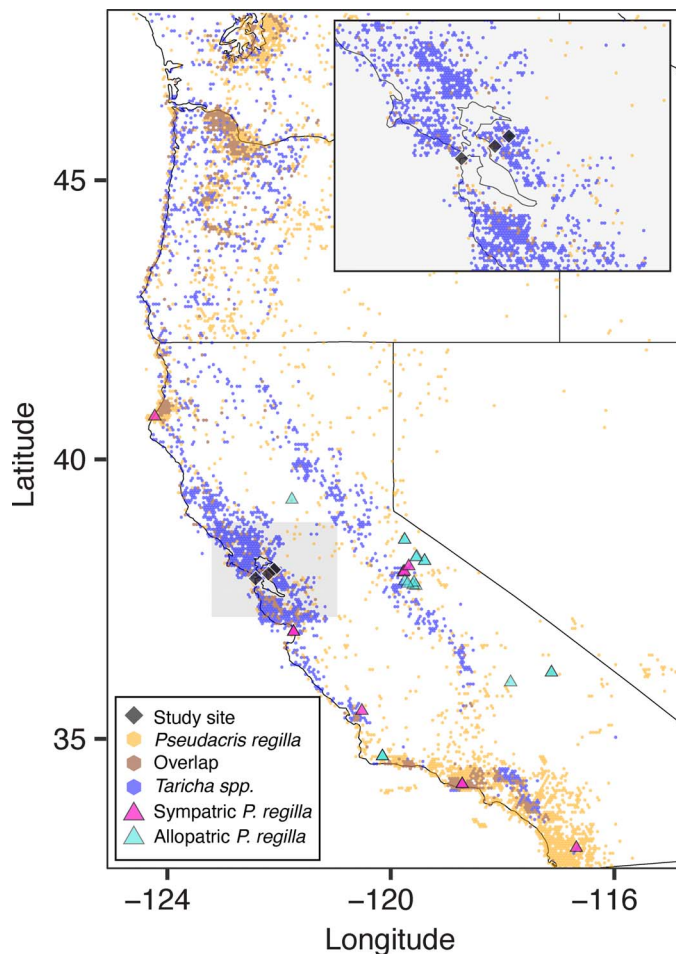 45
40
35
Latitude
Study site
Pseudacris regilla
Overlap
Taricha spp.
Sympatric P. regilla
Allopatric P. regilla
−124
−120
−116
Longitude